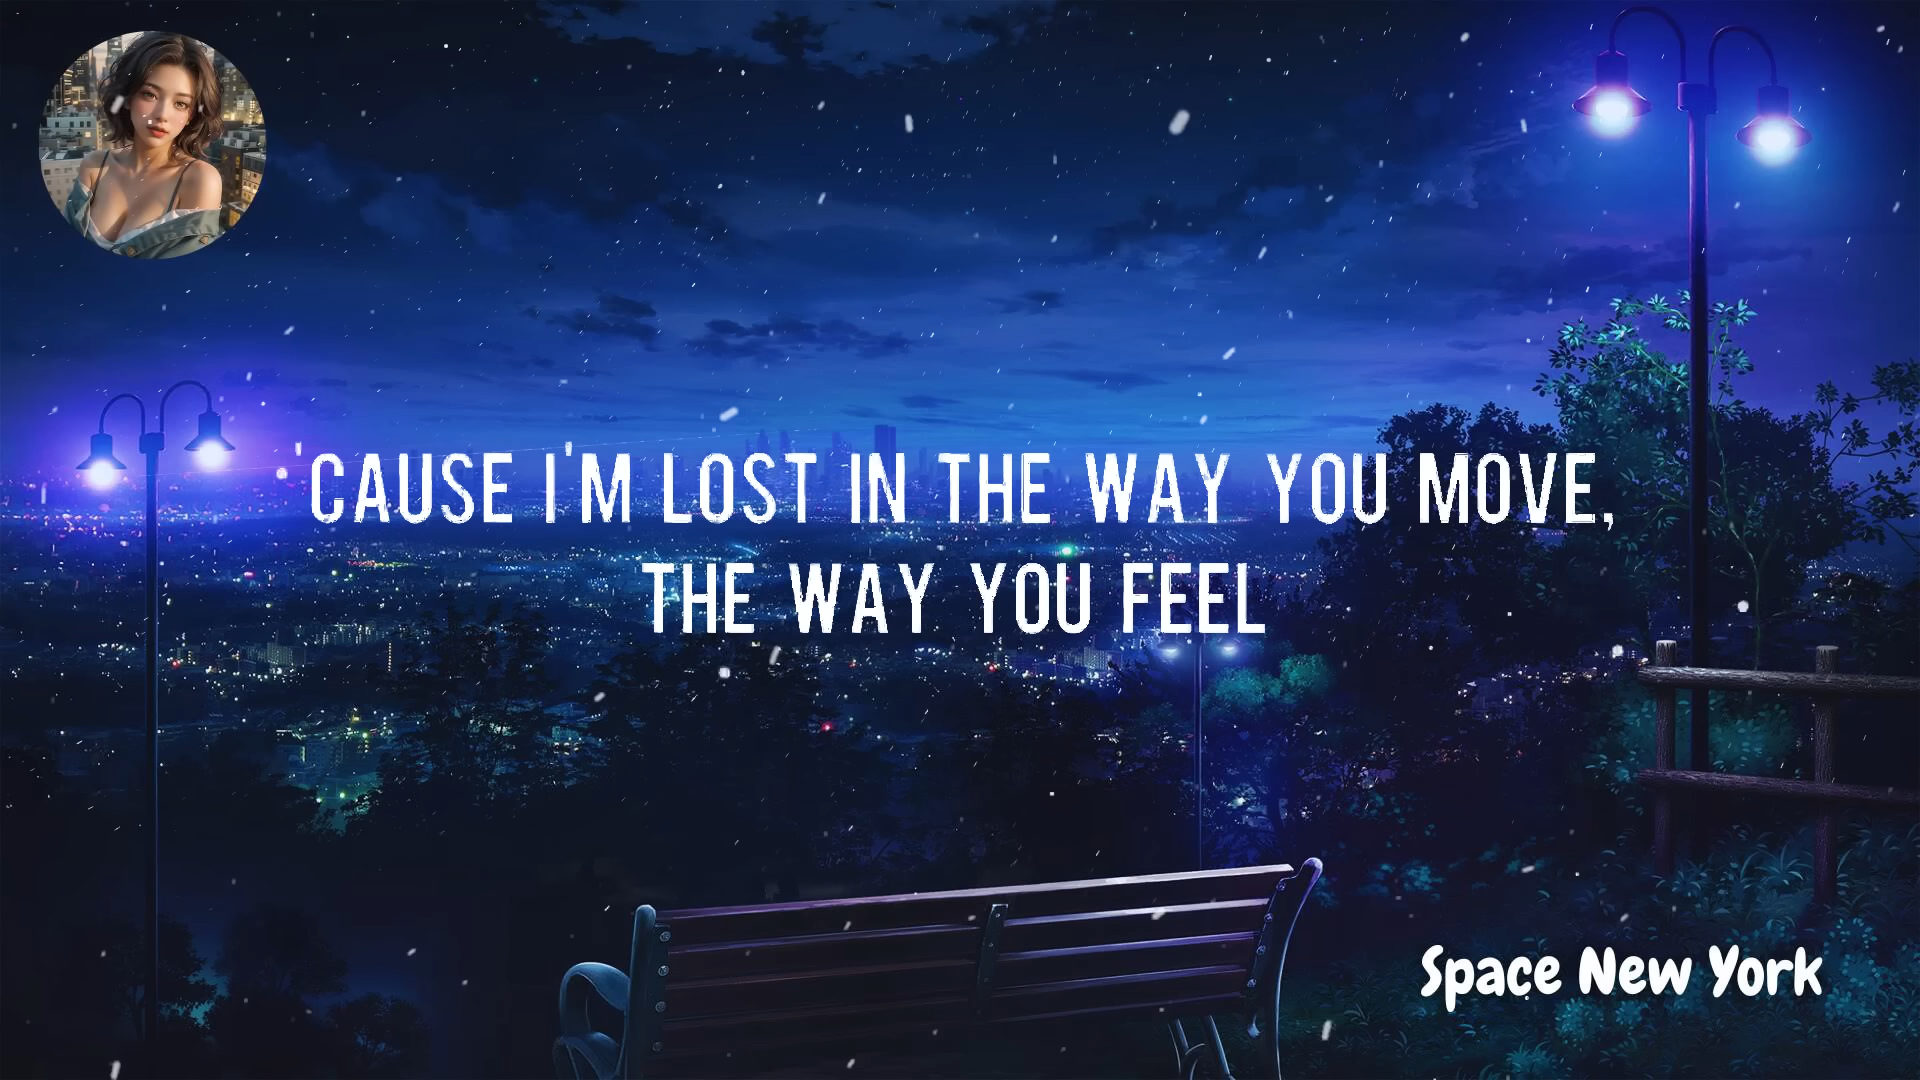 'CAUSE I'M LOST IN THE WAY YOU MOVE,
THE WAY YOU FEEL
Space New York